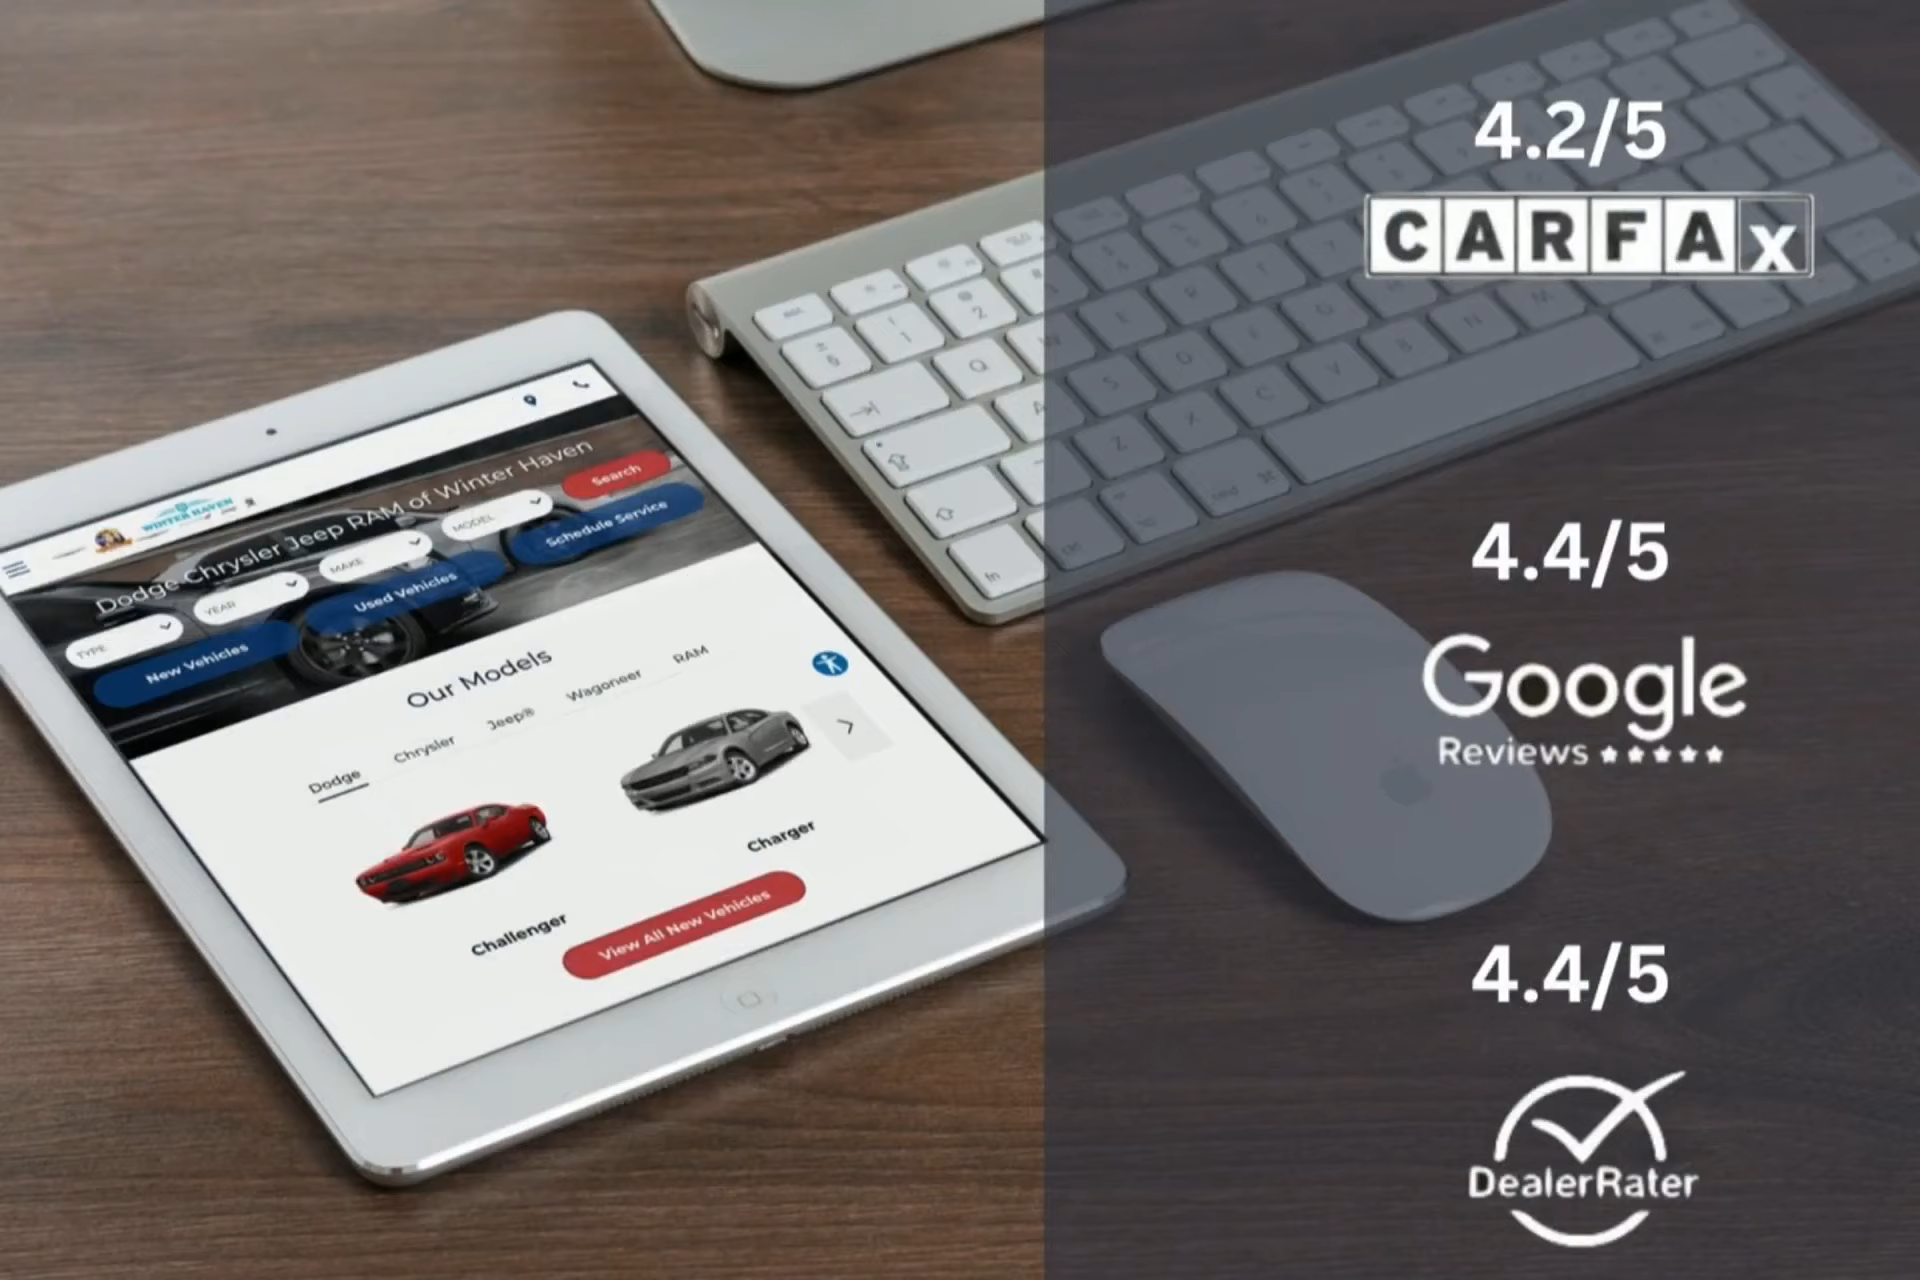 WINTER HAVEN
Dodge Chrysler Jeep RAM of Winter Haven
TYPE
YEAR
MAKE
MODEL
Search
New Vehicles
Used Vehicles
Schedule Service
Our Models
Dodge
Chrysler
Jeep®
Wagoneer
RAM
Challenger
Charger
View All New Vehicles
4.2/5
CARFAX
4.4/5
Google
Reviews ★★★★★
4.4/5
DealerRater